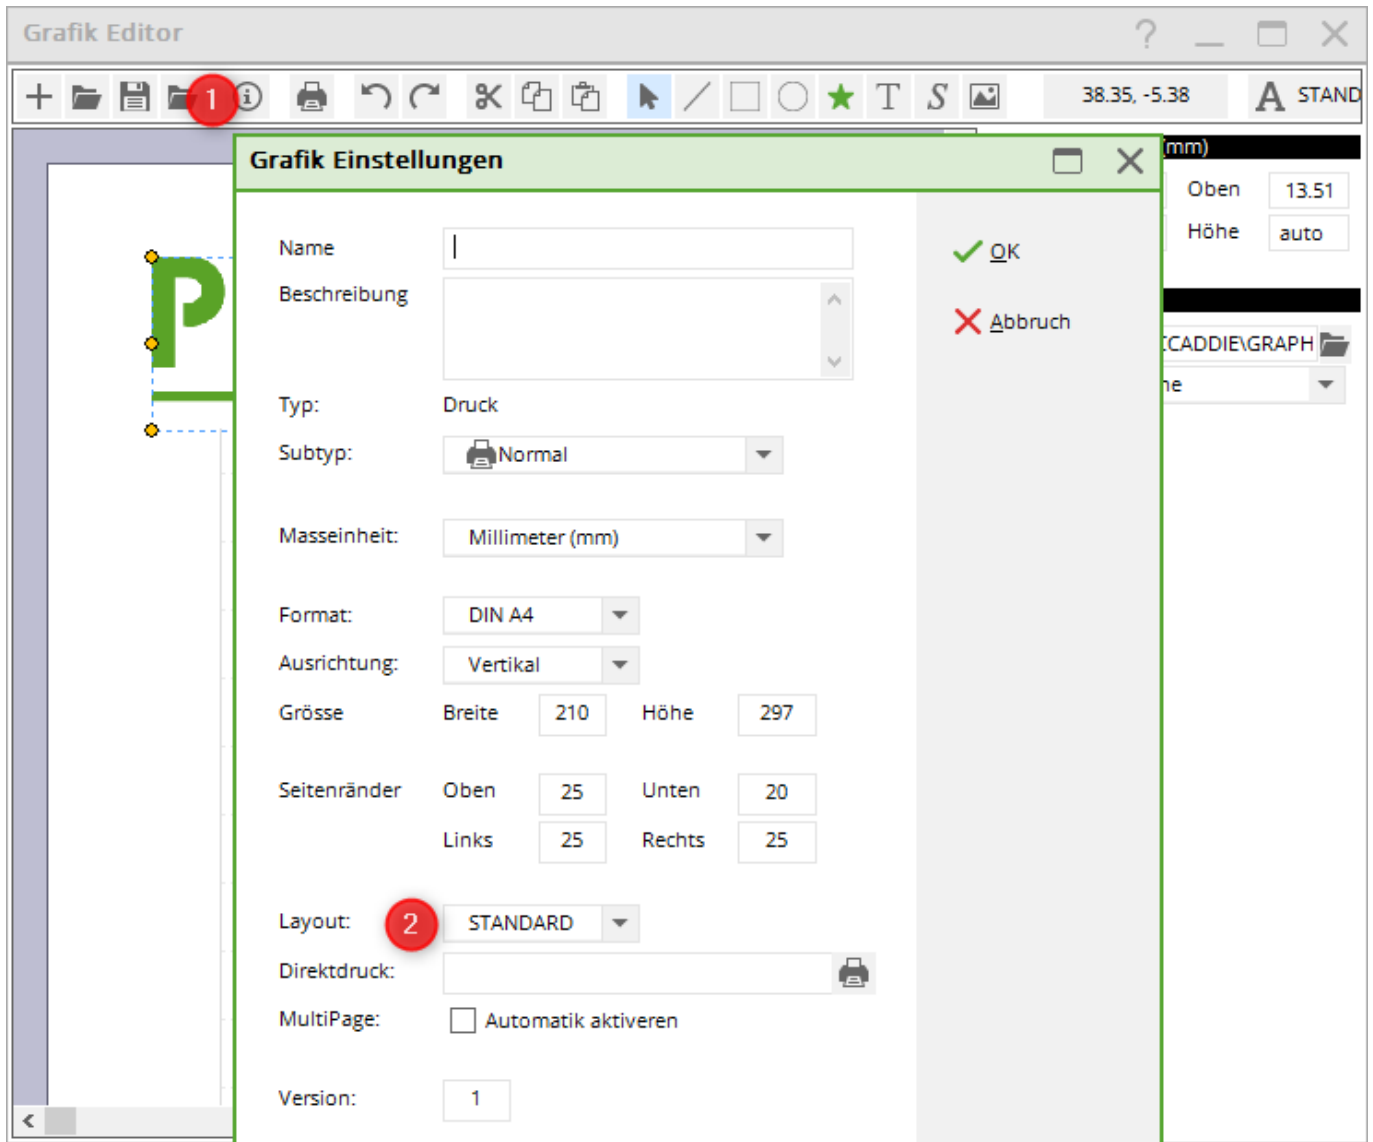 Grafik Editor
1
38.35, -5.38
A STAND
Grafik Einstellungen
(mm)
Oben 13.51
Höhe auto
P
Name
OK
Beschreibung
Abbruch
CADDIE\GRAPH
Typ: Druck
Subtyp: Normal
Masseinheit: Millimeter (mm)
Format: DIN A4
Ausrichtung: Vertikal
Grösse Breite 210 Höhe 297
Seitenränder Oben 25 Unten 20
Links 25 Rechts 25
Layout: 2 STANDARD
Direktdruck:
MultiPage: Automatik aktiveren
Version: 1